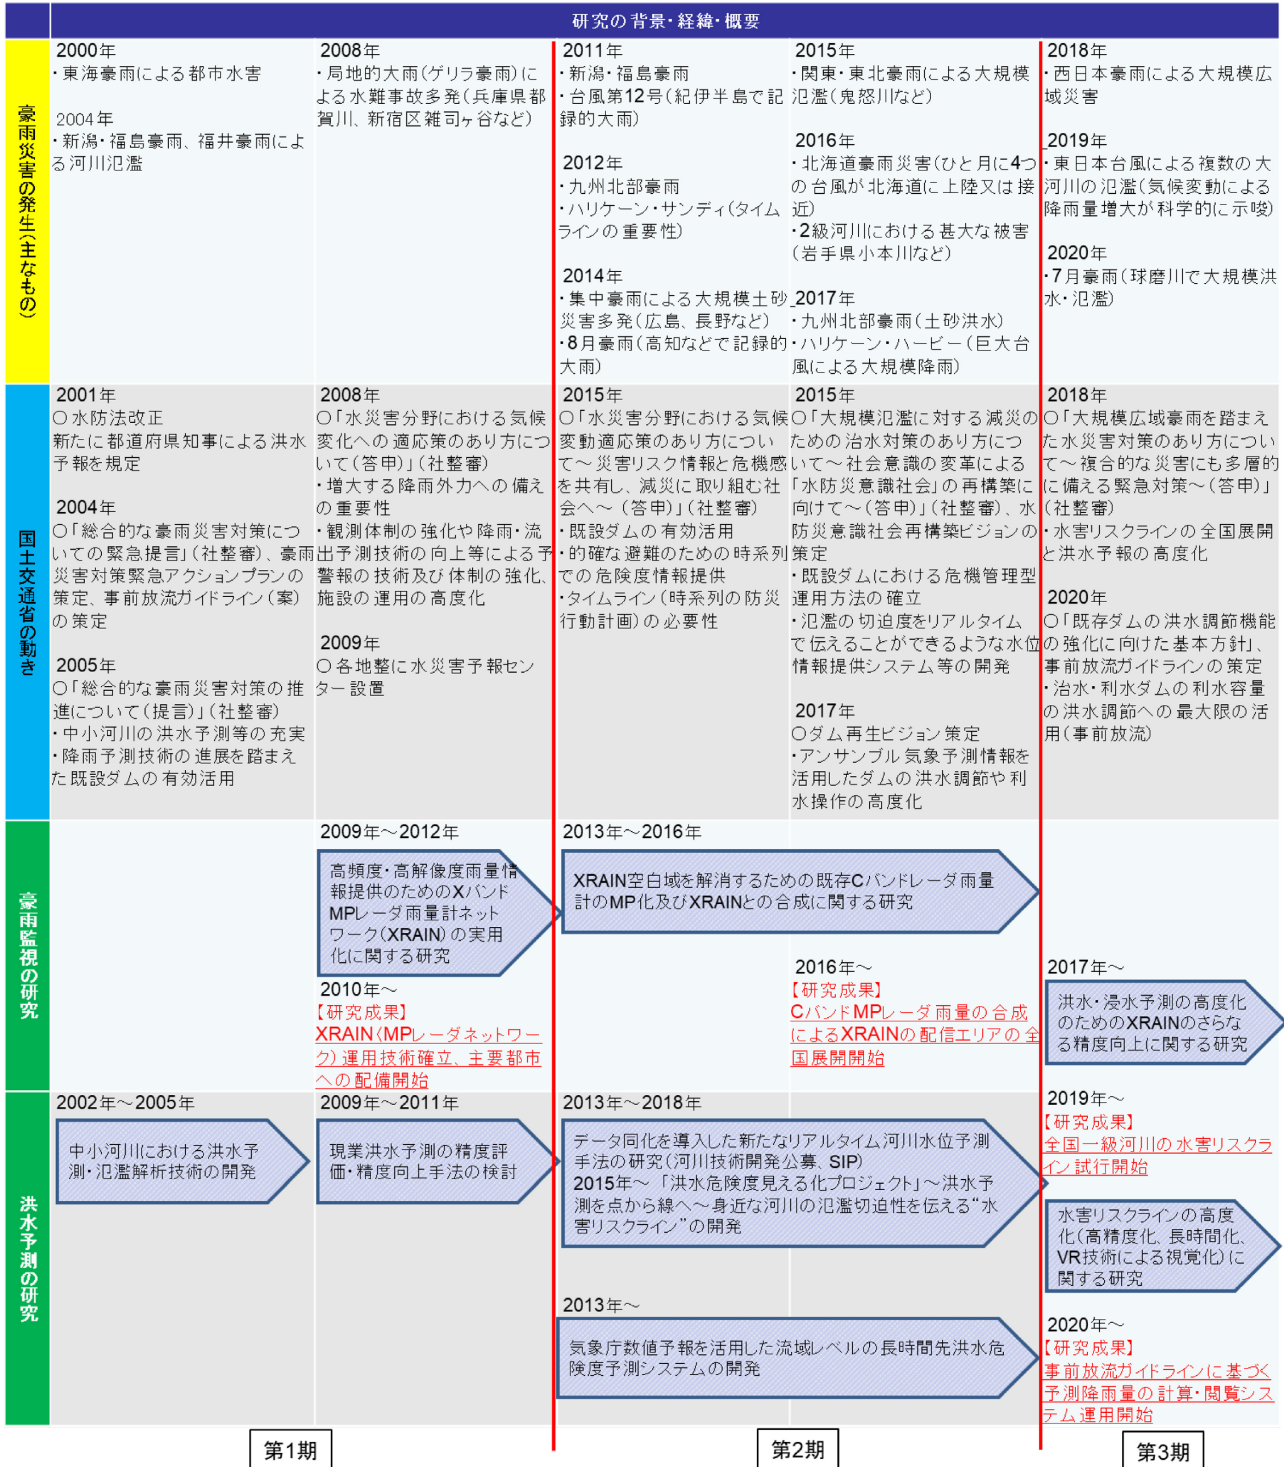 研究の背景・経緯・概要
豪雨災害の発生(主なもの)
2000年
・東海豪雨による都市水害
2004年
・新潟・福島豪雨、福井豪雨によ
る河川氾濫
2008年
・局地的大雨(ゲリラ豪雨)に
よる水難事故多発(兵庫県都
賀川、新宿区雑司ヶ谷など)
2011年
・新潟・福島豪雨
・台風第12号(紀伊半島で記
録的大雨)
2012年
・九州北部豪雨
・ハリケーン・サンディ(タイム
ラインの重要性)
2014年
・集中豪雨による大規模土砂
災害多発(広島、長野など)
・8月豪雨(高知などで記録的
大雨)
2015年
・関東・東北豪雨による大規模
氾濫(鬼怒川など)
2016年
・北海道豪雨災害(ひと月に4つ
の台風が北海道に上陸又は接
近)
・2級河川における甚大な被害
(岩手県小本川など)
2017年
・九州北部豪雨(土砂洪水)
・ハリケーン・ハービー(巨大台
風による大規模降雨)
2018年
・西日本豪雨による大規模広
域災害
2019年
・東日本台風による複数の大
河川の氾濫(気候変動による
降雨量増大が科学的に示唆)
2020年
・7月豪雨(球磨川で大規模洪
水・氾濫)
国土交通省の動き
2001年
○水防法改正
新たに都道府県知事による洪水
予報を規定
2004年
○「総合的な豪雨災害対策につ
いての緊急提言」(社整審)、豪雨
災害対策緊急アクションプランの
策定、事前放流ガイドライン(案)
の策定
2005年
○「総合的な豪雨災害対策の推
進について(提言)」(社整審)
・中小河川の洪水予測等の充実
・降雨予測技術の進展を踏まえ
た既設ダムの有効活用
2008年
○「水災害分野における気候
変化への適応策のあり方につ
いて(答申)」(社整審)
・増大する降雨外力への備え
の重要性
・観測体制の強化や降雨・流
出予測技術の向上等による予
警報の技術及び体制の強化、
施設の運用の高度化
2009年
○各地整に水災害予報セン
ター設置
2015年
○「水災害分野における気候
変動適応策のあり方につい
て～災害リスク情報と危機感
を共有し、減災に取り組む社
会へ～(答申)」(社整審)
・既設ダムの有効活用
・的確な避難のための時系列
での危険度情報提供
・タイムライン(時系列の防災
行動計画)の必要性
2015年
○「大規模氾濫に対する減災の
ための治水対策のあり方につ
いて～社会意識の変革による
「水防災意識社会」の再構築に
向けて～(答申)」(社整審)、水
防災意識社会再構築ビジョンの
策定
・既設ダムにおける危機管理型
運用方法の確立
・氾濫の切迫度をリアルタイム
で伝えることができるような水位
情報提供システム等の開発
2017年
○ダム再生ビジョン策定
・アンサンブル気象予測情報を
活用したダムの洪水調節や利
水操作の高度化
2018年
○「大規模広域豪雨を踏まえ
た水災害対策のあり方につい
て～複合的な災害にも多層的
に備える緊急対策～(答申)」
(社整審)
・水害リスクラインの全国展開
と洪水予報の高度化
2020年
○「既存ダムの洪水調節機能
の強化に向けた基本方針」、
事前放流ガイドラインの策定
・治水・利水ダムの利水容量
の洪水調節への最大限の活
用(事前放流)
豪雨監視の研究
2009年～2012年
高頻度・高解像度雨量情
報提供のためのXバンド
MPレーダ雨量計ネット
ワーク(XRAIN)の実用
化に関する研究
2010年～
【研究成果】
XRAIN(MPレーダネットワー
ク)運用技術確立、主要都市
への配備開始
2013年～2016年
XRAIN空白域を解消するための既存Cバンドレーダ雨量
計のMP化及びXRAINとの合成に関する研究
2016年～
【研究成果】
CバンドMPレーダ雨量の合成
によるXRAINの配信エリアの全
国展開開始
2017年～
洪水・浸水予測の高度化
のためのXRAINのさらな
る精度向上に関する研究
洪水予測の研究
2002年～2005年
中小河川における洪水予
測・氾濫解析技術の開発
2009年～2011年
現業洪水予測の精度評
価・精度向上手法の検討
2013年～2018年
データ同化を導入した新たなリアルタイム河川水位予測
手法の研究(河川技術開発公募、SIP)
2015年～「洪水危険度見える化プロジェクト」～洪水予
測を点から線へ～身近な河川の氾濫切迫性を伝える“水
害リスクライン”の開発
2013年～
気象庁数値予報を活用した流域レベルの長時間先洪水危
険度予測システムの開発
2019年～
【研究成果】
全国一級河川の水害リスクラ
イン試行開始
水害リスクラインの高度
化(高精度化、長時間化、
VR技術による視覚化)に
関する研究
2020年～
【研究成果】
事前放流ガイドラインに基づく
予測降雨量の計算・閲覧シス
テム運用開始
第1期
第2期
第3期